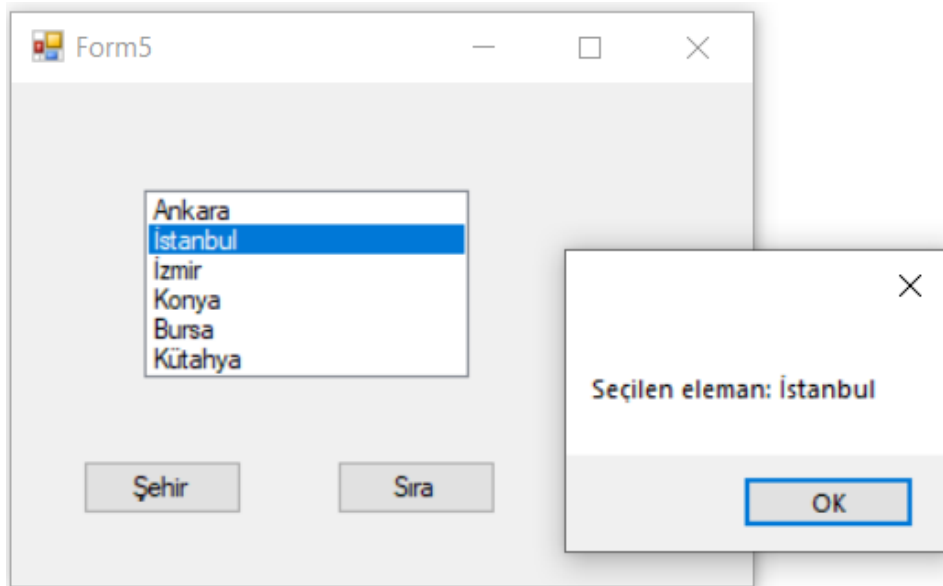 Form5
Ankara
İstanbul
İzmir
Konya
Bursa
Kütahya
Seçilen eleman: İstanbul
Şehir
Sıra
OK